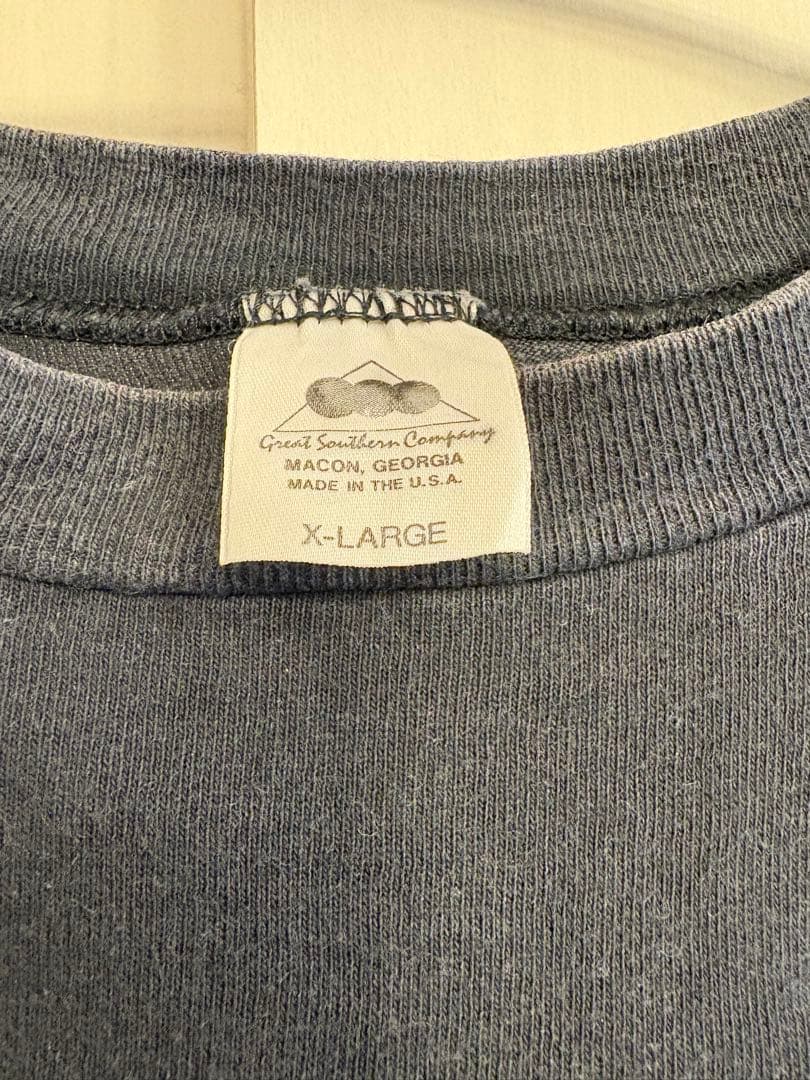 Great Southern Company
MACON, GEORGIA
MADE IN THE U.S.A.
X-LARGE